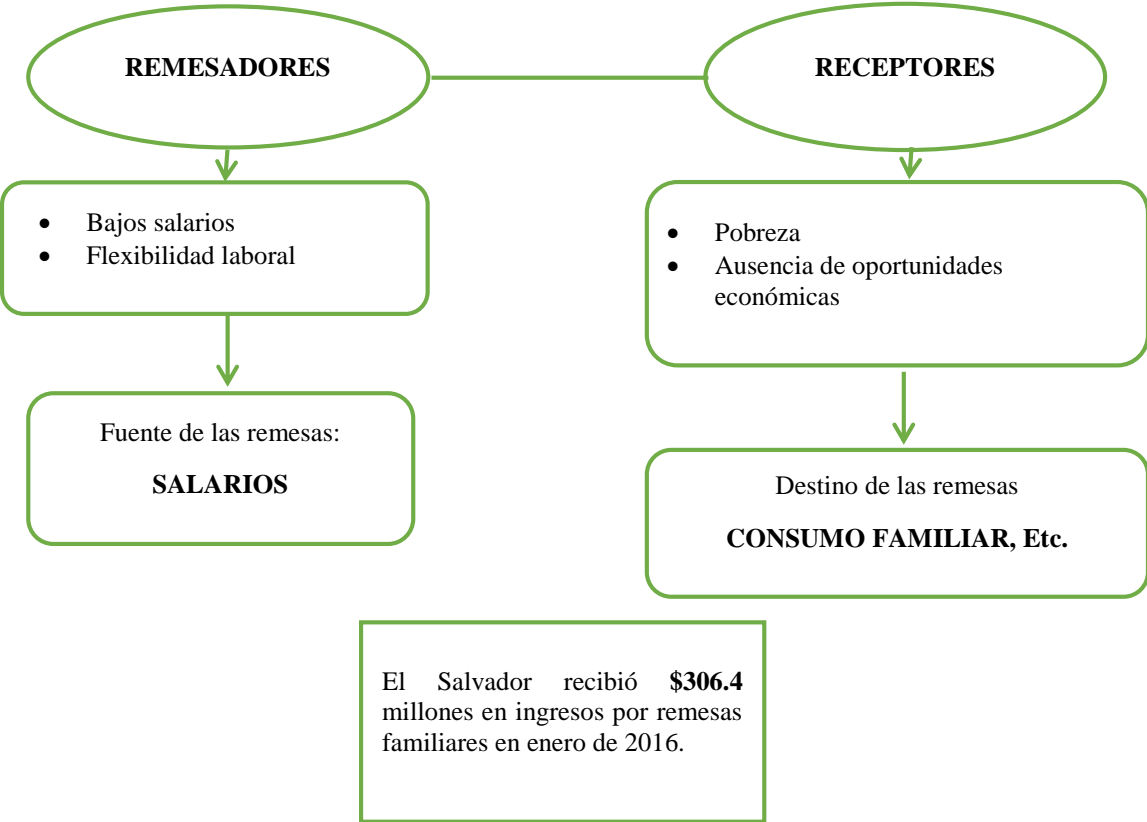 REMESADORES
RECEPTORES
• Bajos salarios
• Flexibilidad laboral
• Pobreza
• Ausencia de oportunidades
económicas
Fuente de las remesas:
SALARIOS
Destino de las remesas
CONSUMO FAMILIAR, Etc.
El Salvador recibió $306.4
millones en ingresos por remesas
familiares en enero de 2016.